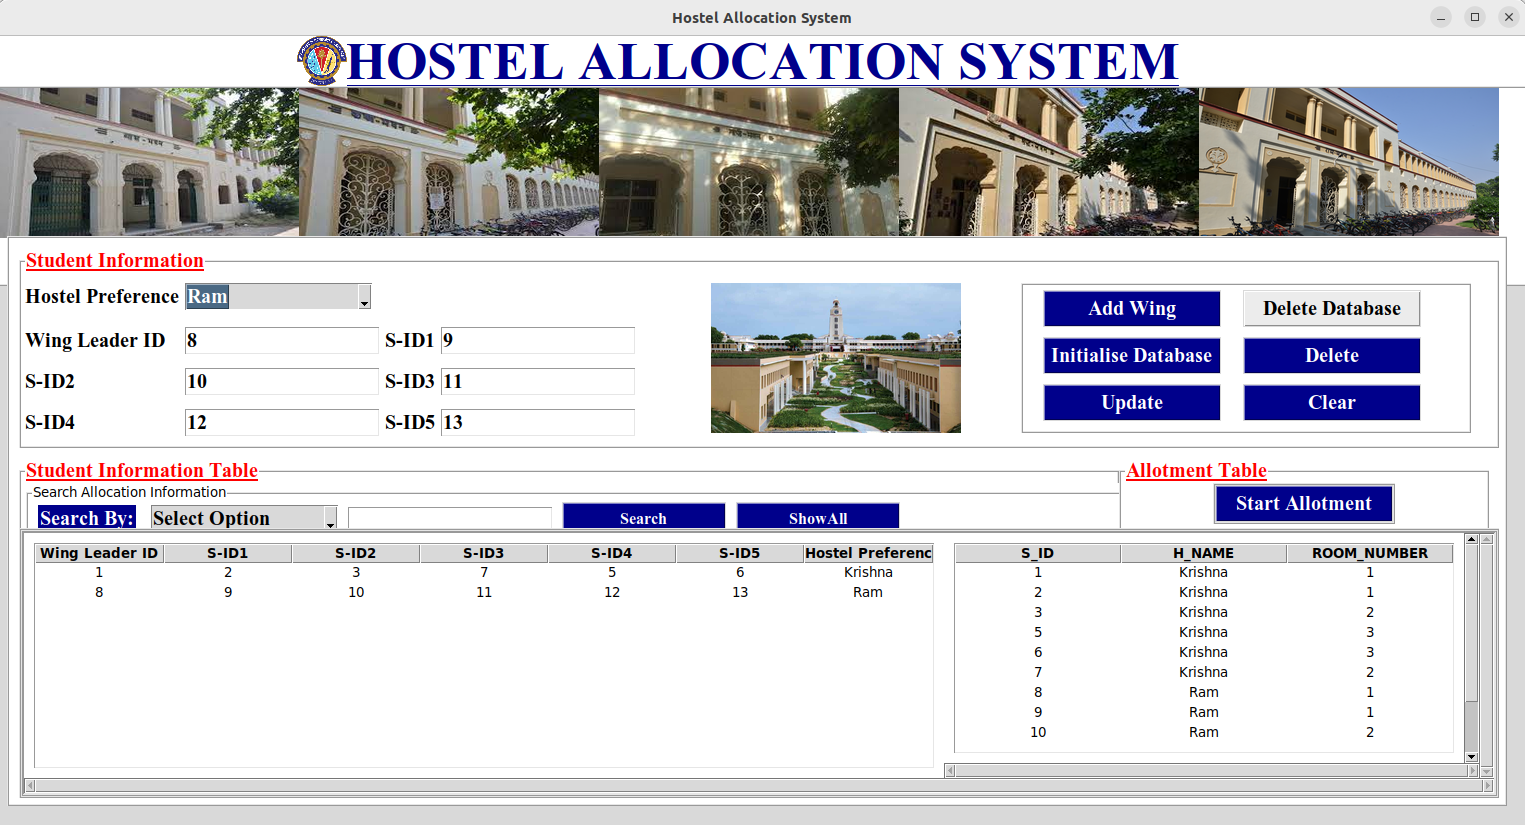 Hostel Allocation System
HOSTEL ALLOCATION SYSTEM
Student Information
Hostel Preference Ram
Wing Leader ID 8 S-ID1 9
S-ID2 10 S-ID3 11
S-ID4 12 S-ID5 13
Add Wing Delete Database
Initialise Database Delete
Update Clear
Student Information Table
Search Allocation Information
Search By: Select Option Search ShowAll
Allotment Table
Start Allotment
Wing Leader ID S-ID1 S-ID2 S-ID3 S-ID4 S-ID5 Hostel Preferenc
1 2 3 7 5 6 Krishna
8 9 10 11 12 13 Ram
S_ID H_NAME ROOM_NUMBER
1 Krishna 1
2 Krishna 1
3 Krishna 2
5 Krishna 3
6 Krishna 3
7 Krishna 2
8 Ram 1
9 Ram 1
10 Ram 2